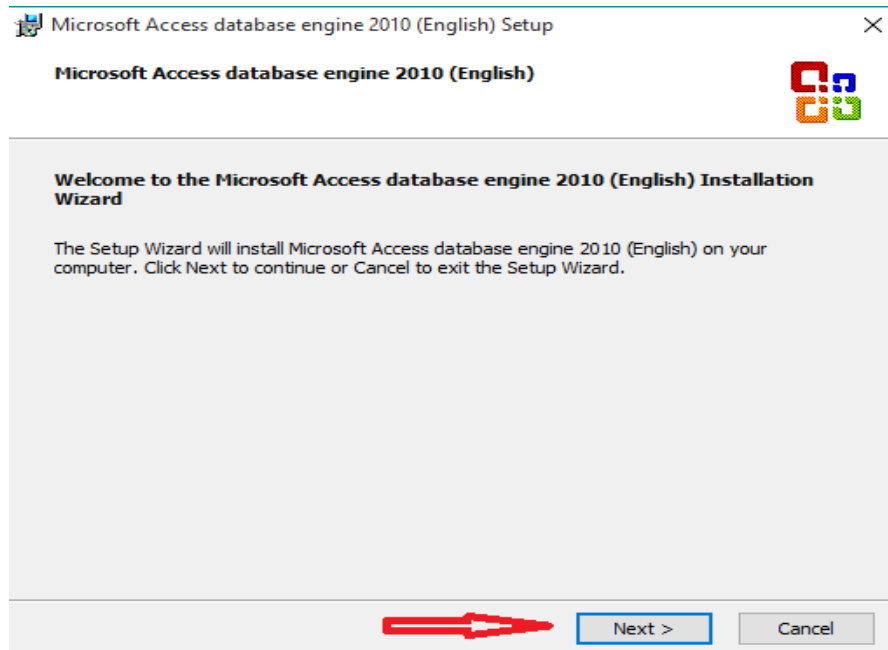 Microsoft Access database engine 2010 (English) Setup
Microsoft Access database engine 2010 (English)
Welcome to the Microsoft Access database engine 2010 (English) Installation
Wizard
The Setup Wizard will install Microsoft Access database engine 2010 (English) on your
computer. Click Next to continue or Cancel to exit the Setup Wizard.
Next >
Cancel